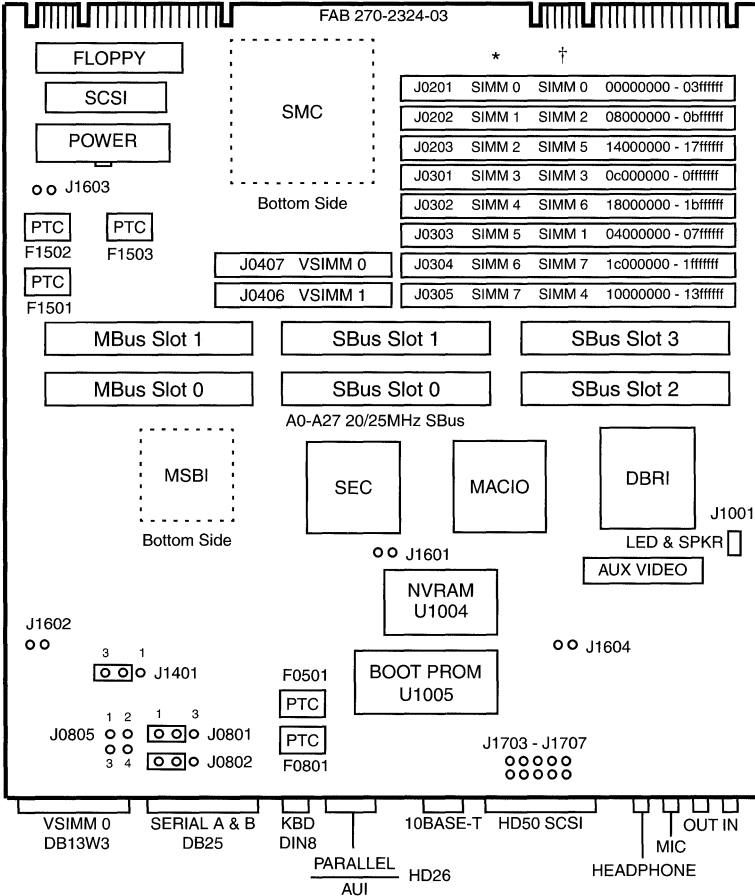 FAB 270-2324-03
FLOPPY
SCSI
POWER
J1603
PTC
F1502
PTC
F1503
PTC
F1501
SMC
Bottom Side
* †
J0201 SIMM 0 SIMM 0 00000000 - 03ffffff
J0202 SIMM 1 SIMM 2 08000000 - 0bffffff
J0203 SIMM 2 SIMM 5 14000000 - 17ffffff
J0301 SIMM 3 SIMM 3 0c000000 - 0fffffff
J0302 SIMM 4 SIMM 6 18000000 - 1bffffff
J0303 SIMM 5 SIMM 1 04000000 - 07ffffff
J0304 SIMM 6 SIMM 7 1c000000 - 1fffffff
J0305 SIMM 7 SIMM 4 10000000 - 13ffffff
J0407 VSIMM 0
J0406 VSIMM 1
MBus Slot 1
SBus Slot 1
SBus Slot 3
MBus Slot 0
SBus Slot 0
SBus Slot 2
A0-A27 20/25MHz SBus
MSBI
Bottom Side
SEC
MACIO
DBRI
J1001
LED & SPKR
AUX VIDEO
J1601
NVRAM
U1004
J1602
J1604
3 1
J1401
BOOT PROM
U1005
F0501
PTC
PTC
F0801
1 2
J0805
3 4
1 3
J0801
J0802
J1703 - J1707
VSIMM 0
DB13W3
SERIAL A & B
DB25
KBD
DIN8
PARALLEL
AUI
HD26
10BASE-T
HD50 SCSI
HEADPHONE
MIC
OUT IN